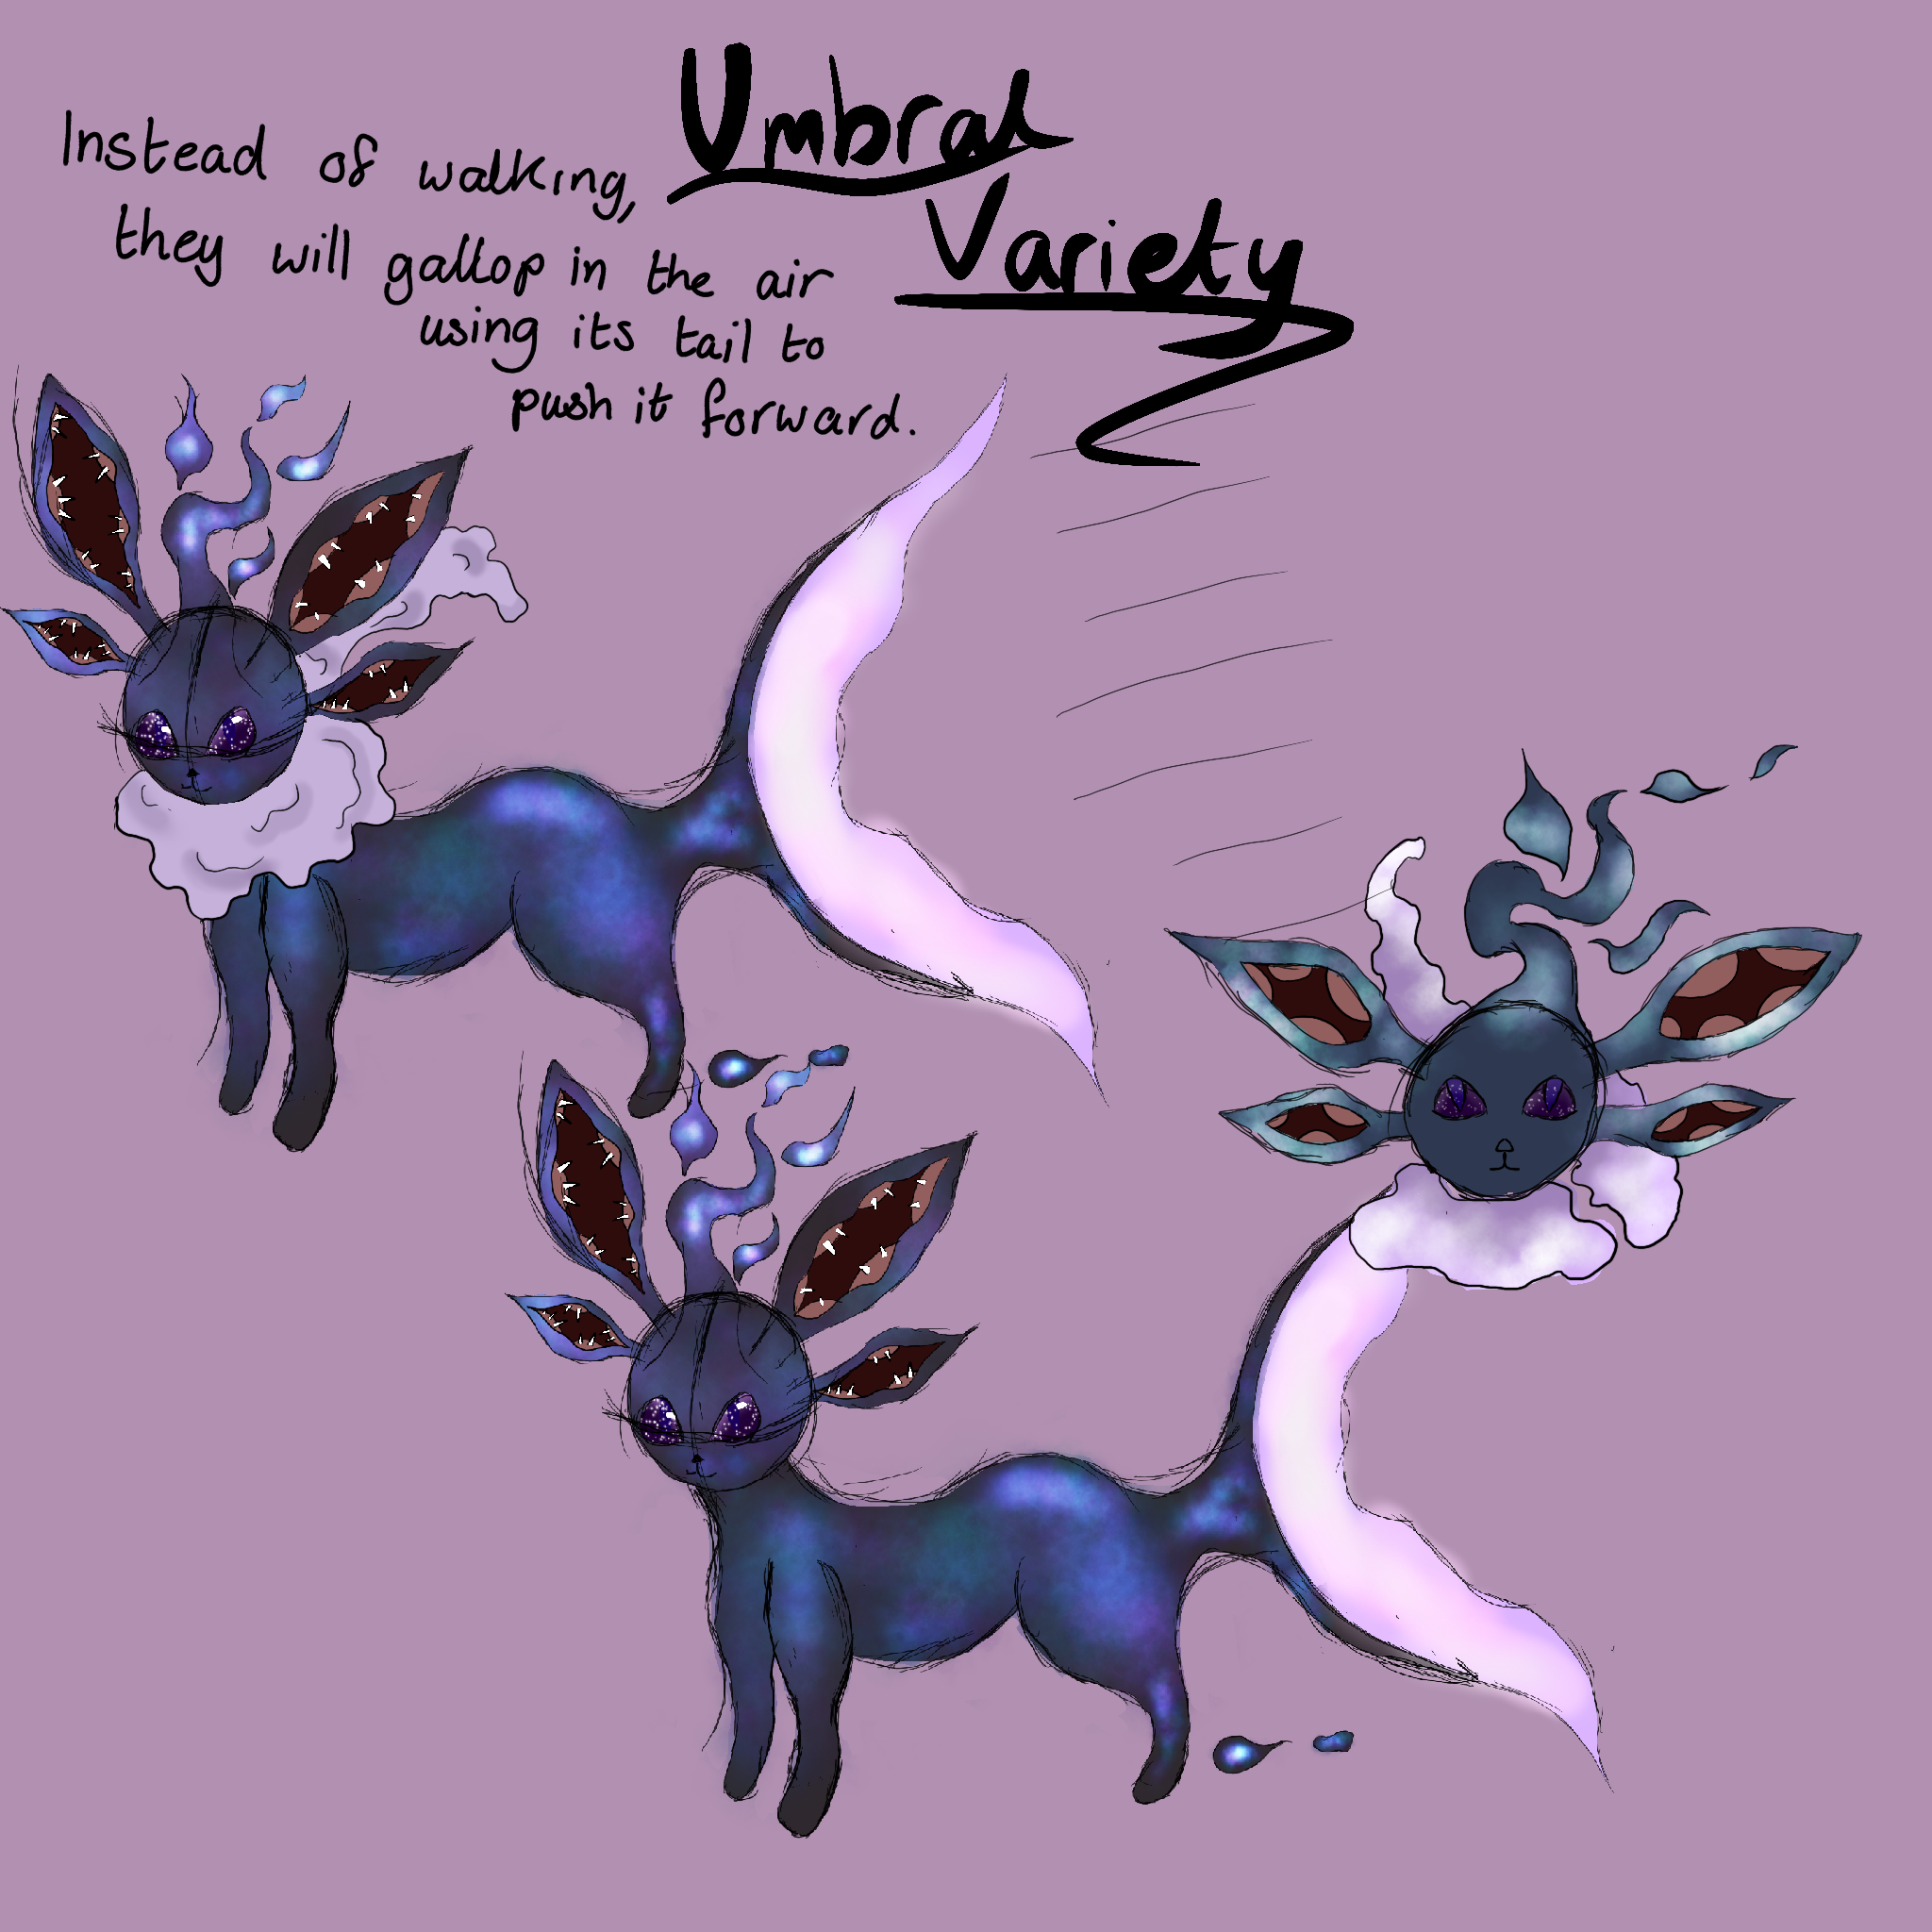 Umbral
Variety
Instead of walking,
they will gallop in the air
using its tail to
push it forward.